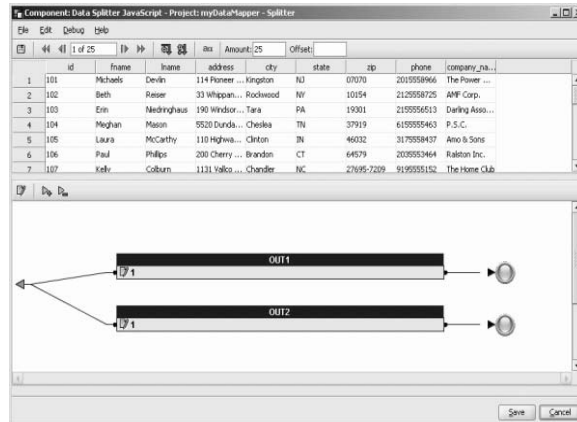 Component: Data Splitter JavaScript - Project: myDataMapper - Splitter
File Edit Debug Help
1 of 25 Amount: 25 Offset:
id fname lname address city state zip phone company_na...
1 101 Michaels Devlin 114 Pioneer ... Kingston NJ 07070 2015558966 The Power ...
2 102 Beth Reiser 33 Whippan... Rockwood NY 10154 2125558725 AMF Corp.
3 103 Erin Niedringhaus 190 Windsor... Tara PA 19301 2155556513 Darling Asso...
4 104 Meghan Mason 5520 Dunda... Cheslea TN 37919 6155555463 P.S.C.
5 105 Laura McCarthy 110 Highwa... Clinton IN 46032 3175558437 Amo & Sons
6 106 Paul Phillips 200 Cherry ... Brandon CT 64579 2035553464 Ralston Inc.
7 107 Kelly Colburn 1131 Valico ... Chandler NC 27695-7209 9195555152 The Home Club
OUT1
1
OUT2
1
Save Cancel